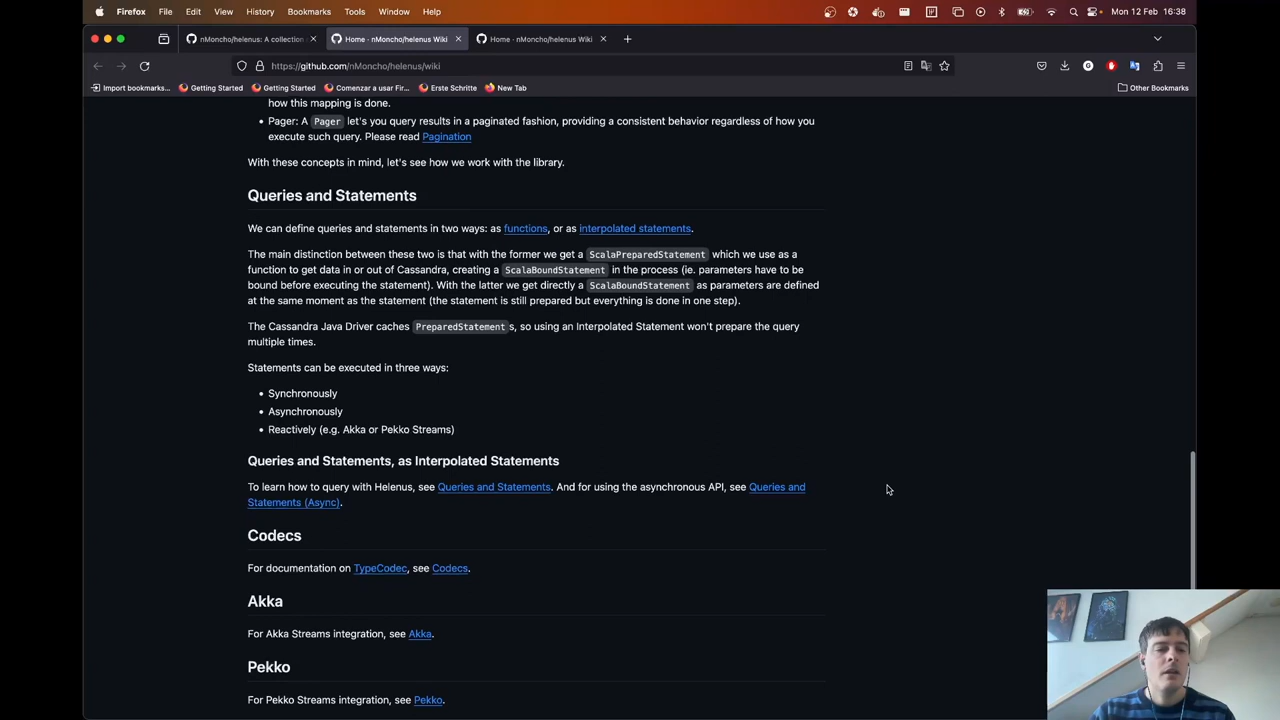 Firefox File Edit View History Bookmarks Tools Window Help Mon 12 Feb 16:38
nMoncho/helenus: A collection Home · nMoncho/helenus Wiki Home · nMoncho/helenus Wiki
https://github.com/nMoncho/helenus/wiki
Import bookmarks... Getting Started Getting Started Comenzar a usar Fir... Erste Schritte New Tab Other Bookmarks
how this mapping is done.
• Pager: A Pager let's you query results in a paginated fashion, providing a consistent behavior regardless of how you
execute such query. Please read Pagination
With these concepts in mind, let's see how we work with the library.
Queries and Statements
We can define queries and statements in two ways: as functions, or as interpolated statements.
The main distinction between these two is that with the former we get a ScalaPreparedStatement which we use as a
function to get data in or out of Cassandra, creating a ScalaBoundStatement in the process (ie. parameters have to be
bound before executing the statement). With the latter we get directly a ScalaBoundStatement as parameters are defined
at the same moment as the statement (the statement is still prepared but everything is done in one step).
The Cassandra Java Driver caches PreparedStatement s, so using an Interpolated Statement won't prepare the query
multiple times.
Statements can be executed in three ways:
• Synchronously
• Asynchronously
• Reactively (e.g. Akka or Pekko Streams)
Queries and Statements, as Interpolated Statements
To learn how to query with Helenus, see Queries and Statements. And for using the asynchronous API, see Queries and
Statements (Async).
Codecs
For documentation on TypeCodec, see Codecs.
Akka
For Akka Streams integration, see Akka.
Pekko
For Pekko Streams integration, see Pekko.